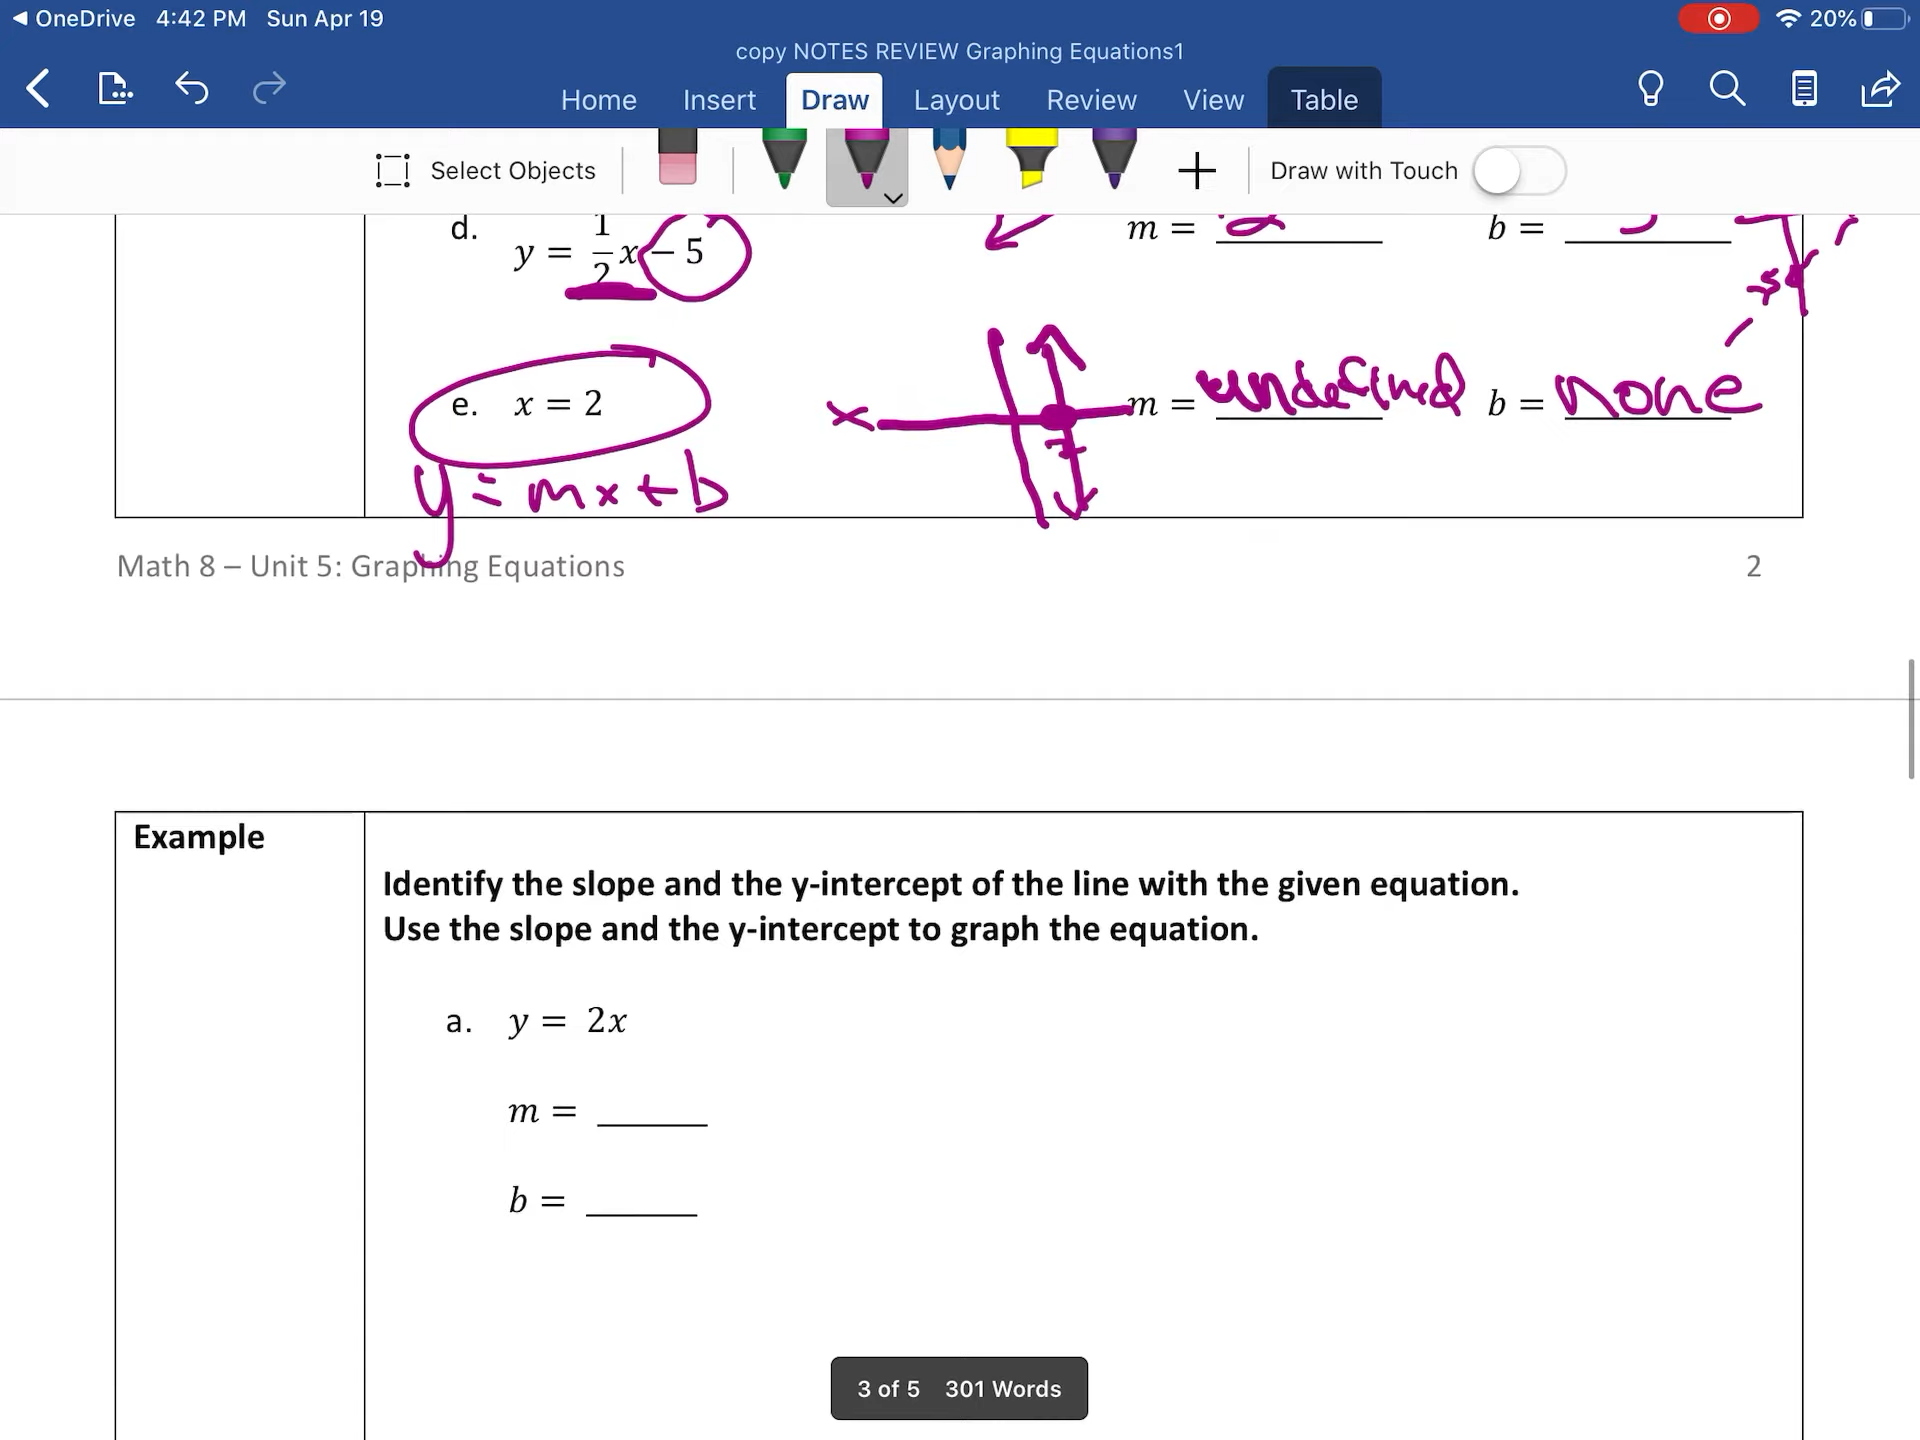 OneDrive 4:42 PM Sun Apr 19 20%
copy NOTES REVIEW Graphing Equations1
Home Insert Draw Layout Review View Table
Select Objects Draw with Touch
d. y = 1/2 x − 5 m = b =
e. x = 2 x m = undefined b = none
y = mx + b
Math 8 – Unit 5: Graphing Equations 2
Example
Identify the slope and the y-intercept of the line with the given equation.
Use the slope and the y-intercept to graph the equation.
a. y = 2x
m = ______
b = ______
3 of 5 301 Words